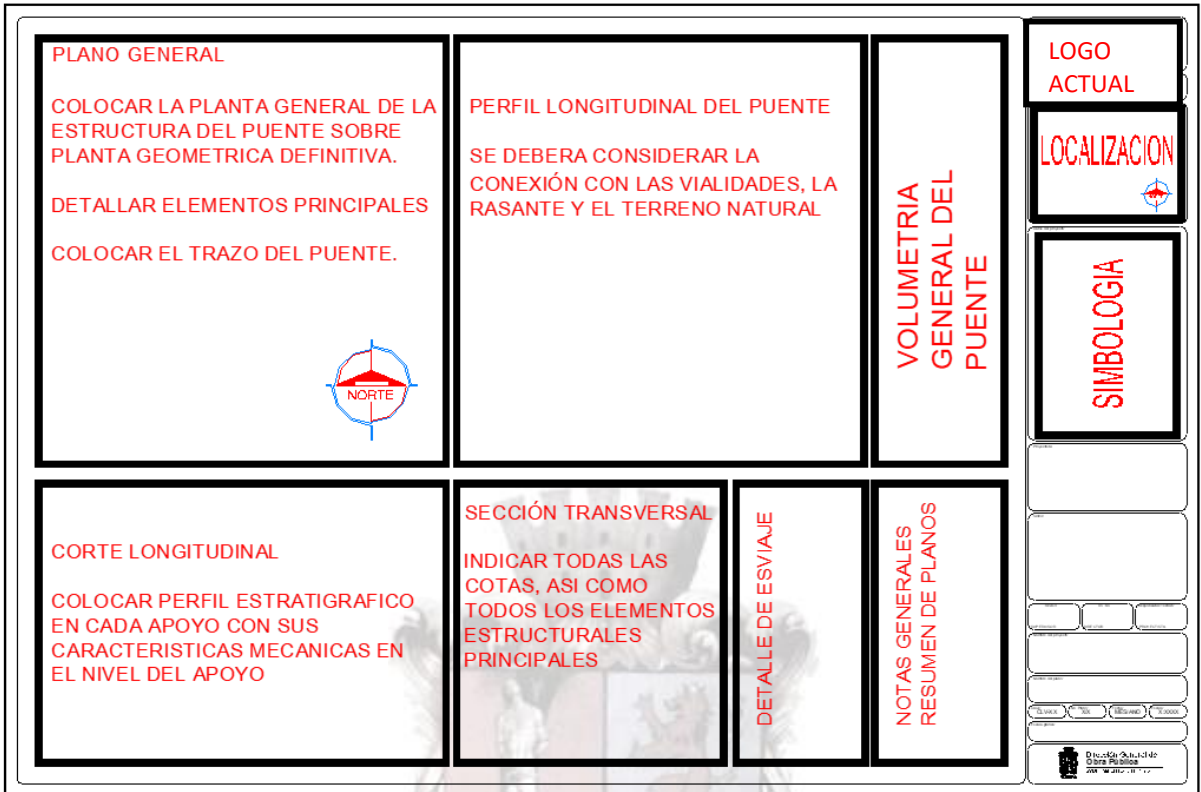 PLANO GENERAL
COLOCAR LA PLANTA GENERAL DE LA
ESTRUCTURA DEL PUENTE SOBRE
PLANTA GEOMETRICA DEFINITIVA.
DETALLAR ELEMENTOS PRINCIPALES
COLOCAR EL TRAZO DEL PUENTE.
NORTE
PERFIL LONGITUDINAL DEL PUENTE
SE DEBERA CONSIDERAR LA
CONEXIÓN CON LAS VIALIDADES, LA
RASANTE Y EL TERRENO NATURAL
VOLUMETRIA
GENERAL DEL
PUENTE
CORTE LONGITUDINAL
COLOCAR PERFIL ESTRATIGRAFICO
EN CADA APOYO CON SUS
CARACTERISTICAS MECANICAS EN
EL NIVEL DEL APOYO
SECCIÓN TRANSVERSAL
INDICAR TODAS LAS
COTAS, ASI COMO
TODOS LOS ELEMENTOS
ESTRUCTURALES
PRINCIPALES
DETALLE DE ESVIAJE
NOTAS GENERALES
RESUMEN DE PLANOS
LOGO
ACTUAL
LOCALIZACION
SIMBOLOGIA
Dirección General de
Obra Pública